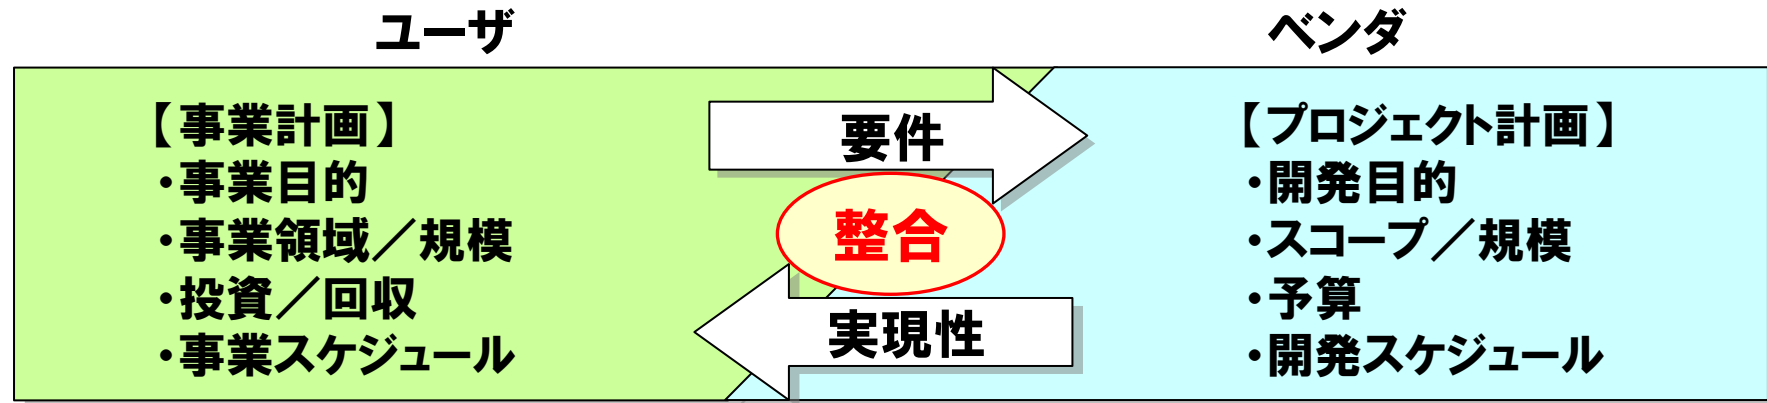 ユーザ
ベンダ
【事業計画】
・事業目的
・事業領域／規模
・投資／回収
・事業スケジュール
要件
整合
実現性
【プロジェクト計画】
・開発目的
・スコープ／規模
・予算
・開発スケジュール